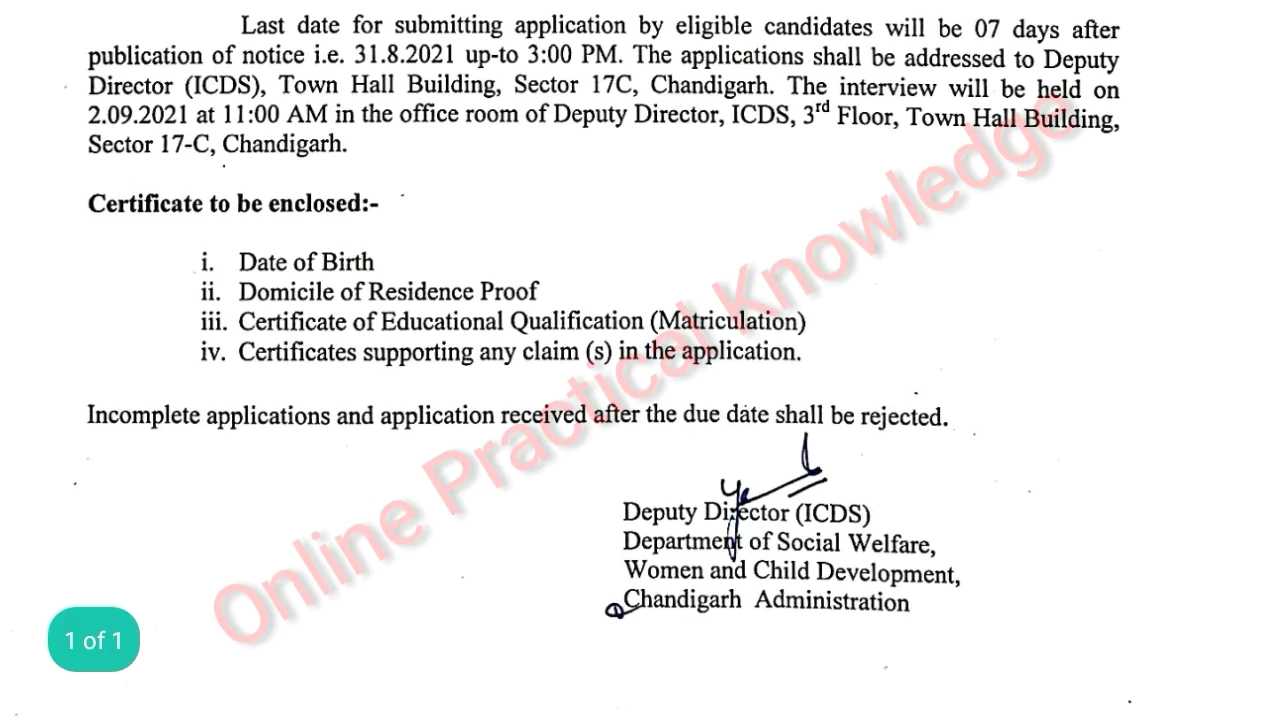 Last date for submitting application by eligible candidates will be 07 days after
publication of notice i.e. 31.8.2021 up-to 3:00 PM. The applications shall be addressed to Deputy
Director (ICDS), Town Hall Building, Sector 17C, Chandigarh. The interview will be held on
2.09.2021 at 11:00 AM in the office room of Deputy Director, ICDS, 3rd Floor, Town Hall Building,
Sector 17-C, Chandigarh.
Certificate to be enclosed:-
i. Date of Birth
ii. Domicile of Residence Proof
iii. Certificate of Educational Qualification (Matriculation)
iv. Certificates supporting any claim (s) in the application.
Incomplete applications and application received after the due date shall be rejected.
Deputy Director (ICDS)
Department of Social Welfare,
Women and Child Development,
Chandigarh Administration
Online Practical Knowledge
1 of 1